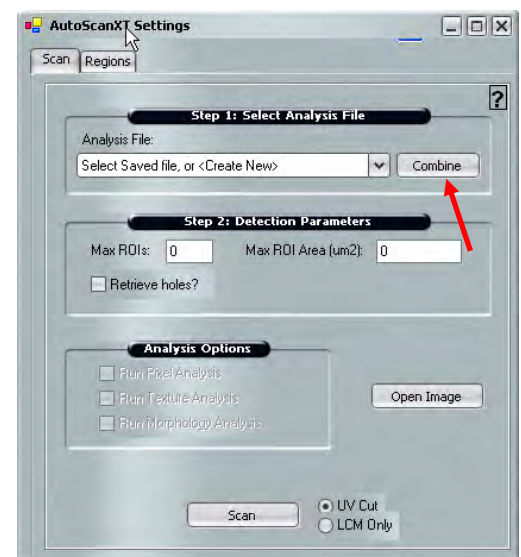 AutoScanXT Settings
Scan Regions
?
Step 1: Select Analysis File
Analysis File:
Select Saved file, or <Create New> Combine
Step 2: Detection Parameters
Max ROIs: 0 Max ROI Area (um2): 0
Retrieve holes?
Analysis Options
Run Pixel Analysis
Run Texture Analysis
Open Image
Run Morphology Analysis
UV Cut
Scan
LCM Only